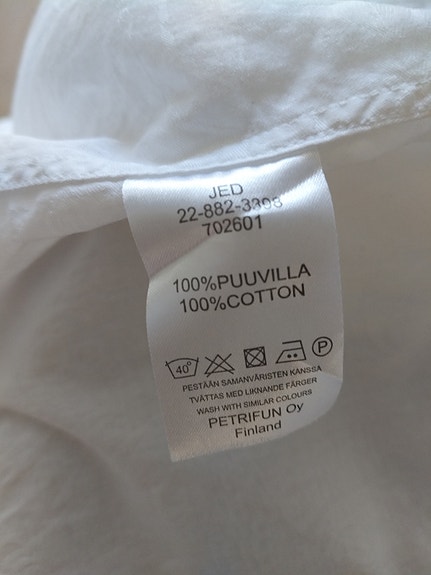 JED
22-882-3398
702601
100%PUUVILLA
100%COTTON
40° P
PESTÄÄN SAMANVÄRISTEN KANSSA
TVÄTTAS MED LIKNANDE FÄRGER
WASH WITH SIMILAR COLOURS
PETRIFUN Oy
Finland